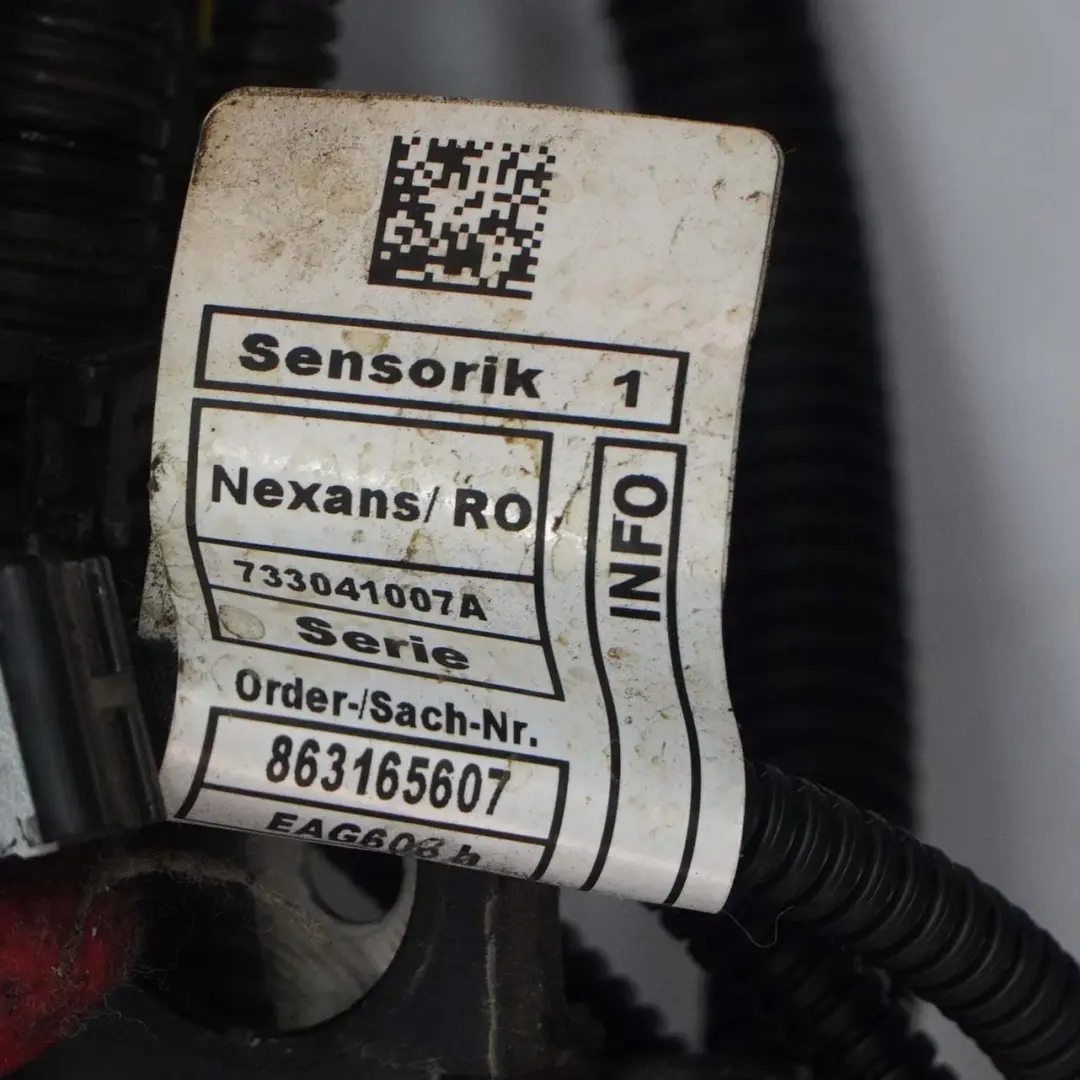 Sensorik 1
Nexans/ RO
INFO
733041007A
Serie
Order-/Sach-Nr.
863165607